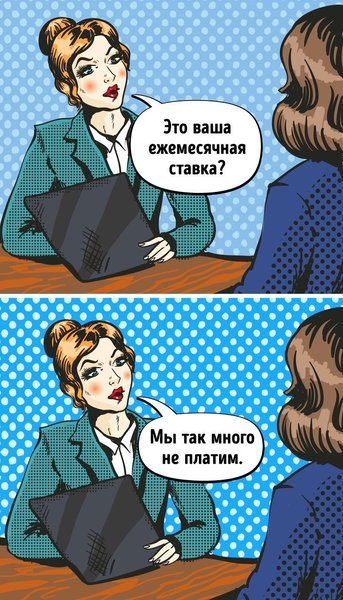 Это ваша
ежемесячная
ставка?
Мы так много
не платим.